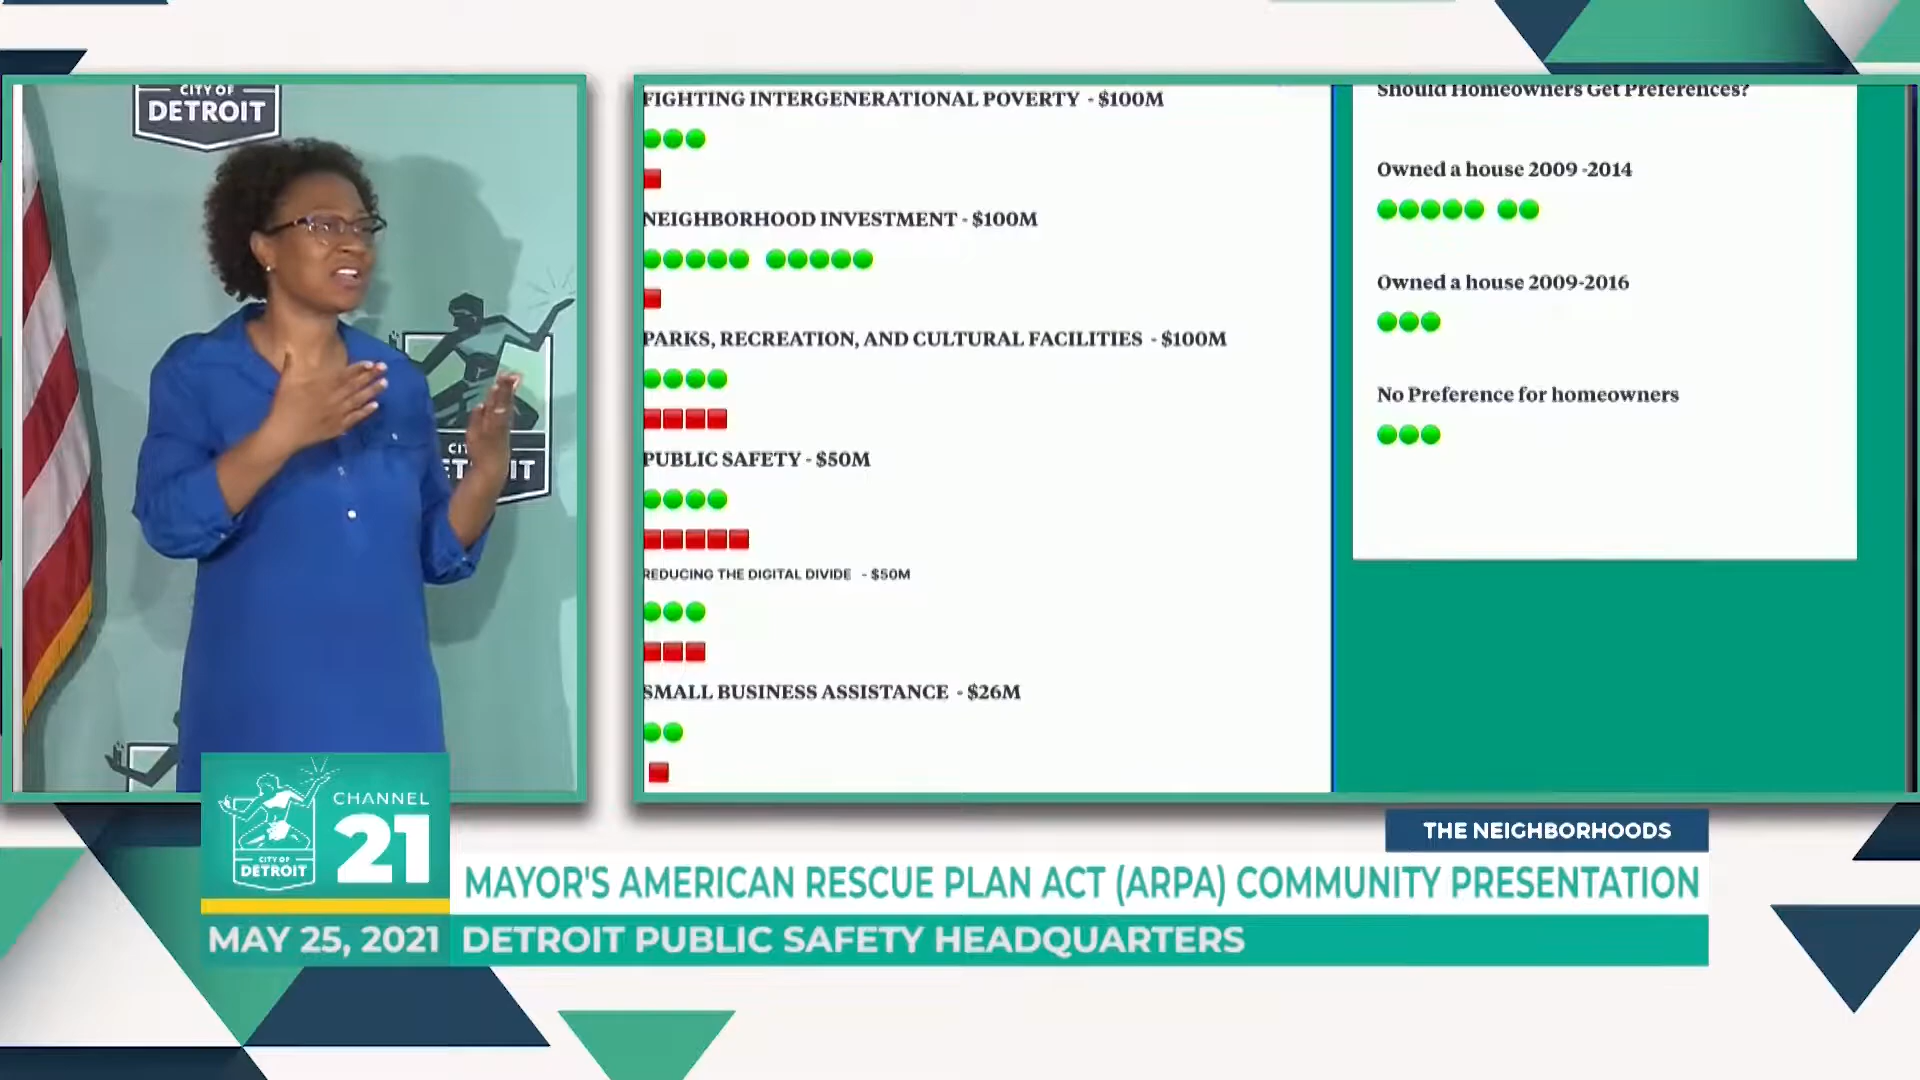 CITY OF
DETROIT
FIGHTING INTERGENERATIONAL POVERTY - $100M
NEIGHBORHOOD INVESTMENT - $100M
PARKS, RECREATION, AND CULTURAL FACILITIES - $100M
PUBLIC SAFETY - $50M
REDUCING THE DIGITAL DIVIDE - $50M
SMALL BUSINESS ASSISTANCE - $26M
Should Homeowners Get Preferences?
Owned a house 2009 -2014
Owned a house 2009-2016
No Preference for homeowners
CIT
ET IT
CHANNEL
21
CITY OF
DETROIT
THE NEIGHBORHOODS
MAYOR'S AMERICAN RESCUE PLAN ACT (ARPA) COMMUNITY PRESENTATION
MAY 25, 2021
DETROIT PUBLIC SAFETY HEADQUARTERS